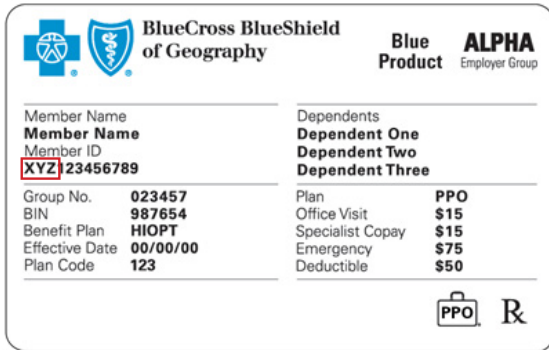 BlueCross BlueShield
of Geography
Blue
Product
ALPHA
Employer Group
Member Name
Member Name
Member ID
XYZ123456789
Dependents
Dependent One
Dependent Two
Dependent Three
Group No. 023457
BIN 987654
Benefit Plan HIOPT
Effective Date 00/00/00
Plan Code 123
Plan PPO
Office Visit $15
Specialist Copay $15
Emergency $75
Deductible $50
PPO
Rx